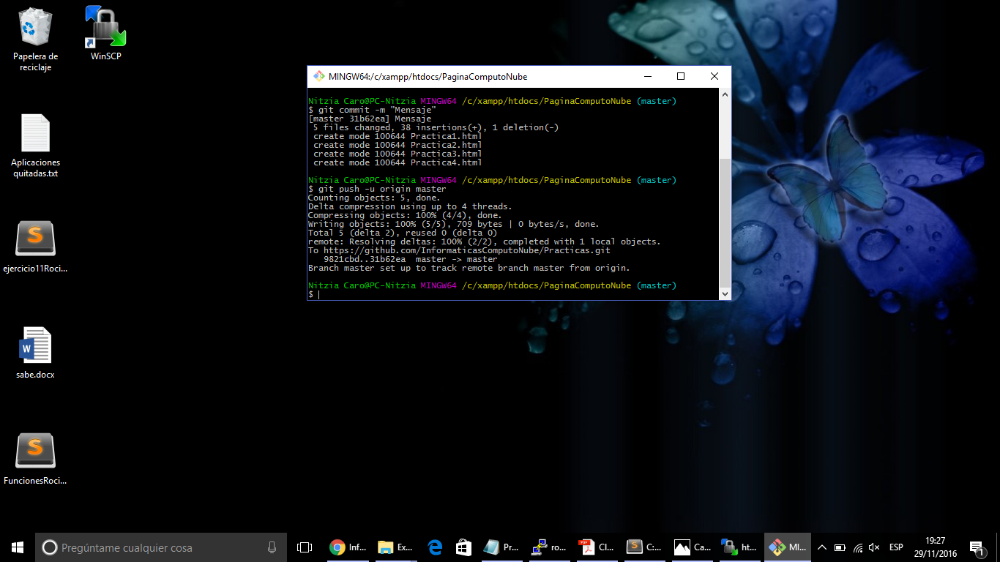 Papelera de
reciclaje
WinSCP
Aplicaciones
quitadas.txt
ejercicio11Roci...
sabe.docx
FuncionesRoci...
MINGW64:/c/xampp/htdocs/PaginaComputoNube
Nitzia Caro@PC-Nitzia MINGW64 /c/xampp/htdocs/PaginaComputoNube (master)
$ git commit -m "Mensaje"
[master 31b62ea] Mensaje
5 files changed, 38 insertions(+), 1 deletion(-)
create mode 100644 Practica1.html
create mode 100644 Practica2.html
create mode 100644 Practica3.html
create mode 100644 Practica4.html
Nitzia Caro@PC-Nitzia MINGW64 /c/xampp/htdocs/PaginaComputoNube (master)
$ git push -u origin master
Counting objects: 5, done.
Delta compression using up to 4 threads.
Compressing objects: 100% (4/4), done.
Writing objects: 100% (5/5), 709 bytes | 0 bytes/s, done.
Total 5 (delta 2), reused 0 (delta 0)
remote: Resolving deltas: 100% (2/2), completed with 1 local objects.
To https://github.com/InformaticasComputoNube/Practicas.git
9821cbd..31b62ea master -> master
Branch master set up to track remote branch master from origin.
Nitzia Caro@PC-Nitzia MINGW64 /c/xampp/htdocs/PaginaComputoNube (master)
$
Pregúntame cualquier cosa
Inf...
Ex...
Pr...
ro...
Cl...
C:...
Ca...
ht...
MI...
ESP
19:27
29/11/2016
1